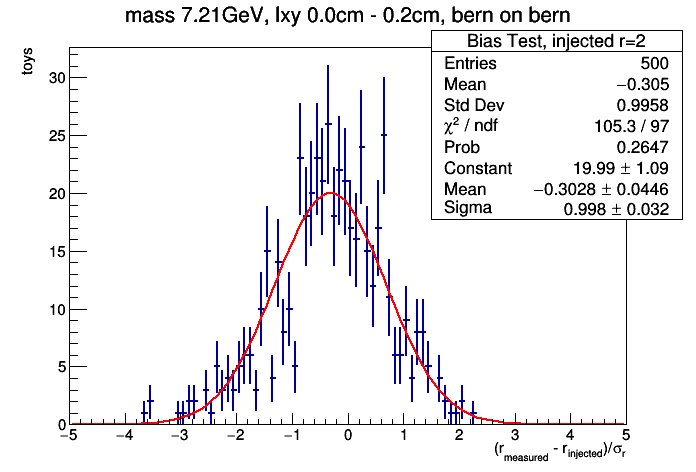 mass 7.21GeV, lxy 0.0cm - 0.2cm, bern on bern
Bias Test, injected r=2
Entries 500
Mean −0.305
Std Dev 0.9958
χ² / ndf 105.3 / 97
Prob 0.2647
Constant 19.99 ± 1.09
Mean −0.3028 ± 0.0446
Sigma 0.998 ± 0.032
toys
30
25
20
15
10
5
0
−5 −4 −3 −2 −1 0 1 2 3 4 5
(r_measured - r_injected)/σ_r